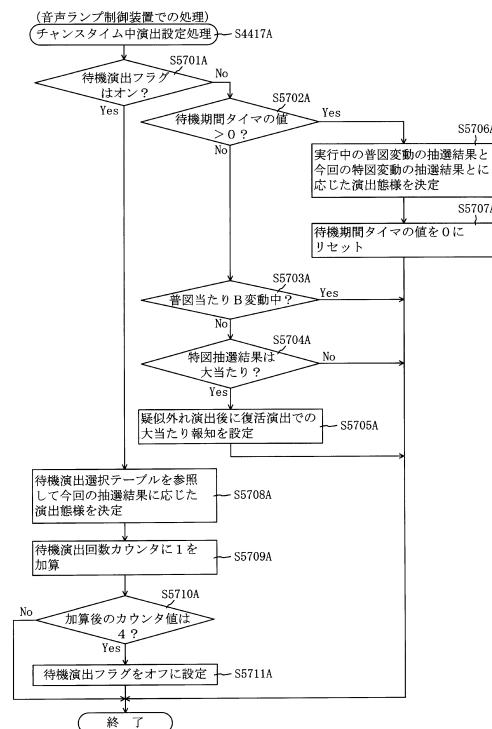 (音声ランプ制御装置での処理)
チャンスタイム中演出設定処理
S4417A
S5701A
待機演出フラグ
はオン?
No
Yes
S5702A
待機期間タイマの値
>0?
Yes
No
S5706A
実行中の普図変動の抽選結果と
今回の特図変動の抽選結果とに
応じた演出態様を決定
S5707A
待機期間タイマの値を0に
リセット
S5703A
普図当たりB変動中?
Yes
No
S5704A
特図抽選結果は
大当たり?
No
Yes
疑似外れ演出後に復活演出での
大当たり報知を設定
S5705A
待機演出選択テーブルを参照
して今回の抽選結果に応じた
演出態様を決定
S5708A
待機演出回数カウンタに1を
加算
S5709A
S5710A
加算後のカウンタ値は
4?
No
Yes
待機演出フラグをオフに設定
S5711A
終 了